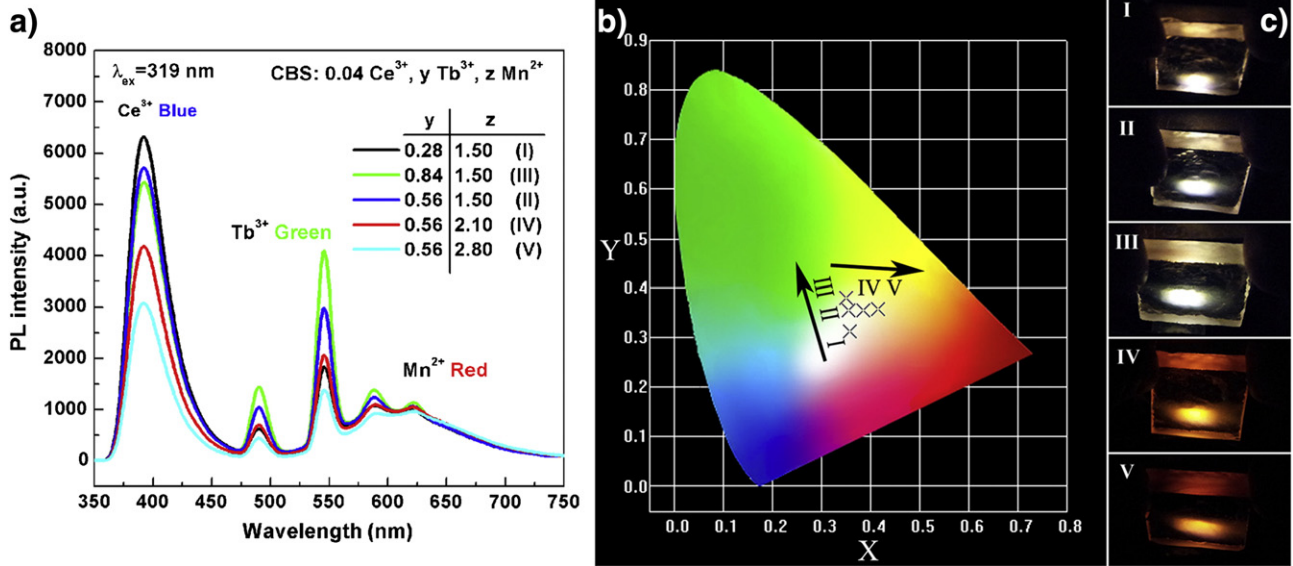 a)
8000
7000
6000
5000
4000
3000
2000
1000
0
PL intensity (a.u.)
λex=319 nm
CBS: 0.04 Ce³⁺, y Tb³⁺, z Mn²⁺
Ce³⁺ Blue
y z
0.28 1.50 (I)
0.84 1.50 (III)
0.56 1.50 (II)
0.56 2.10 (IV)
0.56 2.80 (V)
Tb³⁺ Green
Mn²⁺ Red
350 400 450 500 550 600 650 700 750
Wavelength (nm)
b)
0.9
0.8
0.7
0.6
0.5
0.4
0.3
0.2
0.1
0.0
Y
III
II
I
IV V
0.0 0.1 0.2 0.3 0.4 0.5 0.6 0.7 0.8
X
c)
I
II
III
IV
V